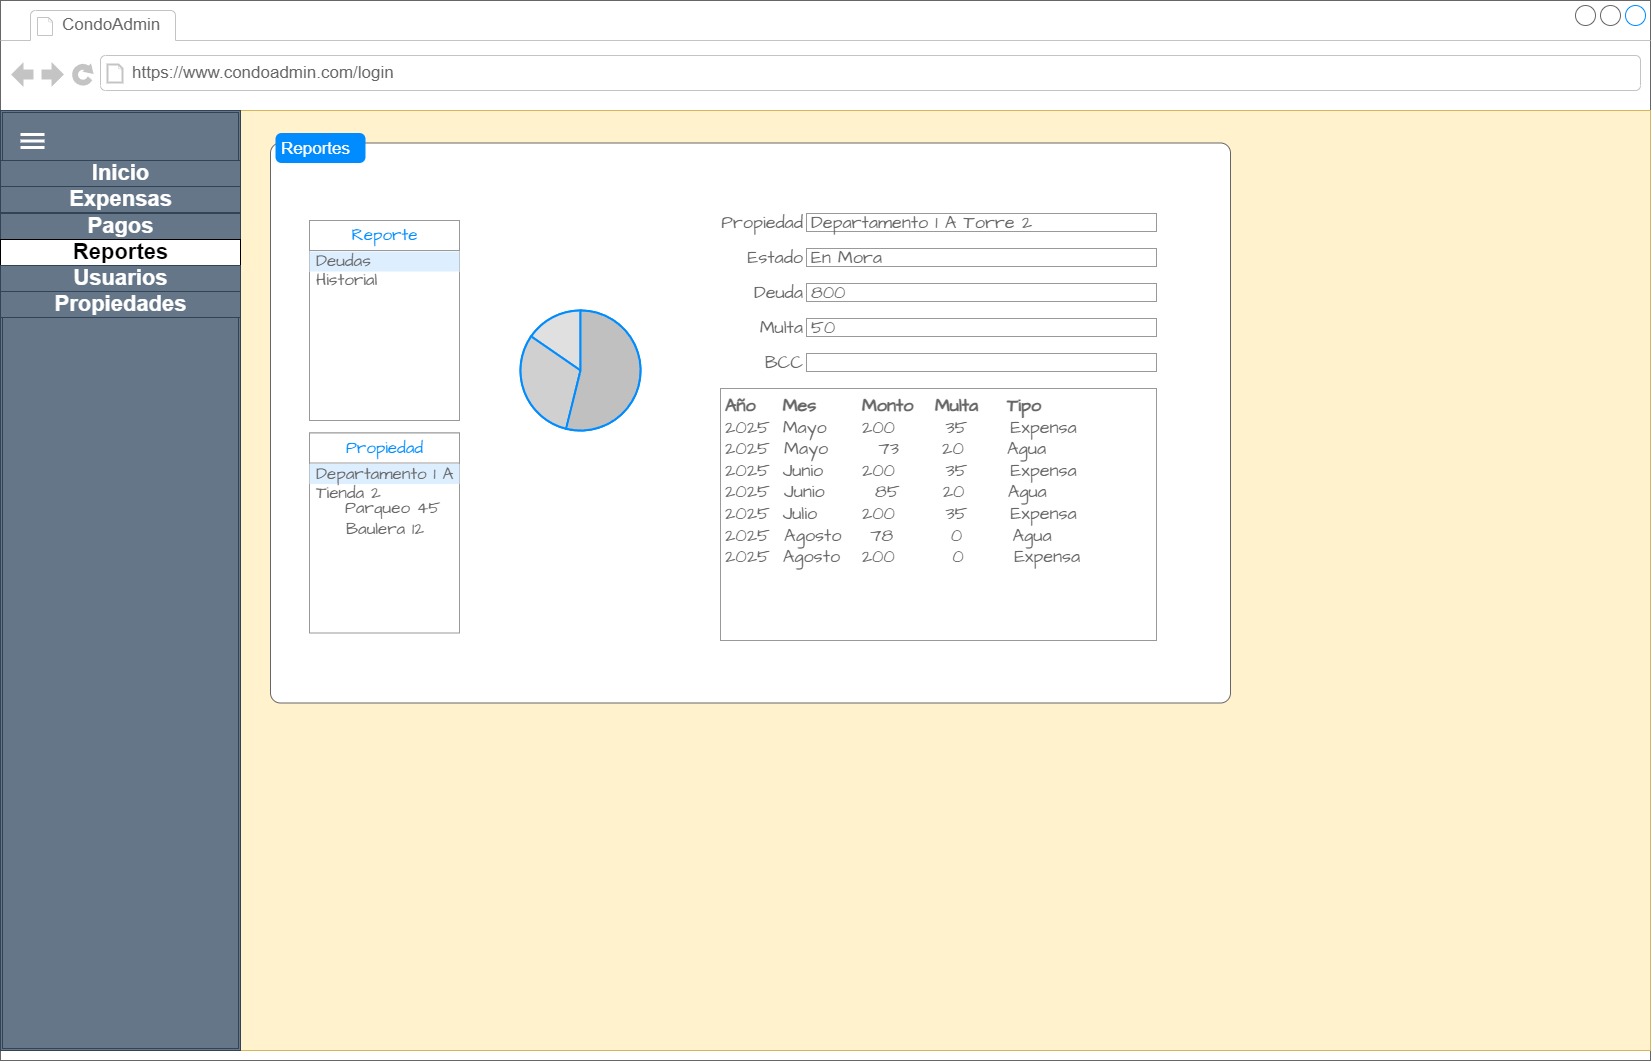 CondoAdmin
https://www.condoadmin.com/login
Inicio
Expensas
Pagos
Reportes
Usuarios
Propiedades
Reportes
Reporte
Deudas
Historial
Propiedad
Departamento 1 A
Tienda 2
Parqueo 45
Baulera 12
Propiedad Departamento 1 A Torre 2
Estado En Mora
Deuda 800
Multa 50
BCC
Año Mes Monto Multa Tipo
2025 Mayo 200 35 Expensa
2025 Mayo 73 20 Agua
2025 Junio 200 35 Expensa
2025 Junio 85 20 Agua
2025 Julio 200 35 Expensa
2025 Agosto 78 0 Agua
2025 Agosto 200 0 Expensa